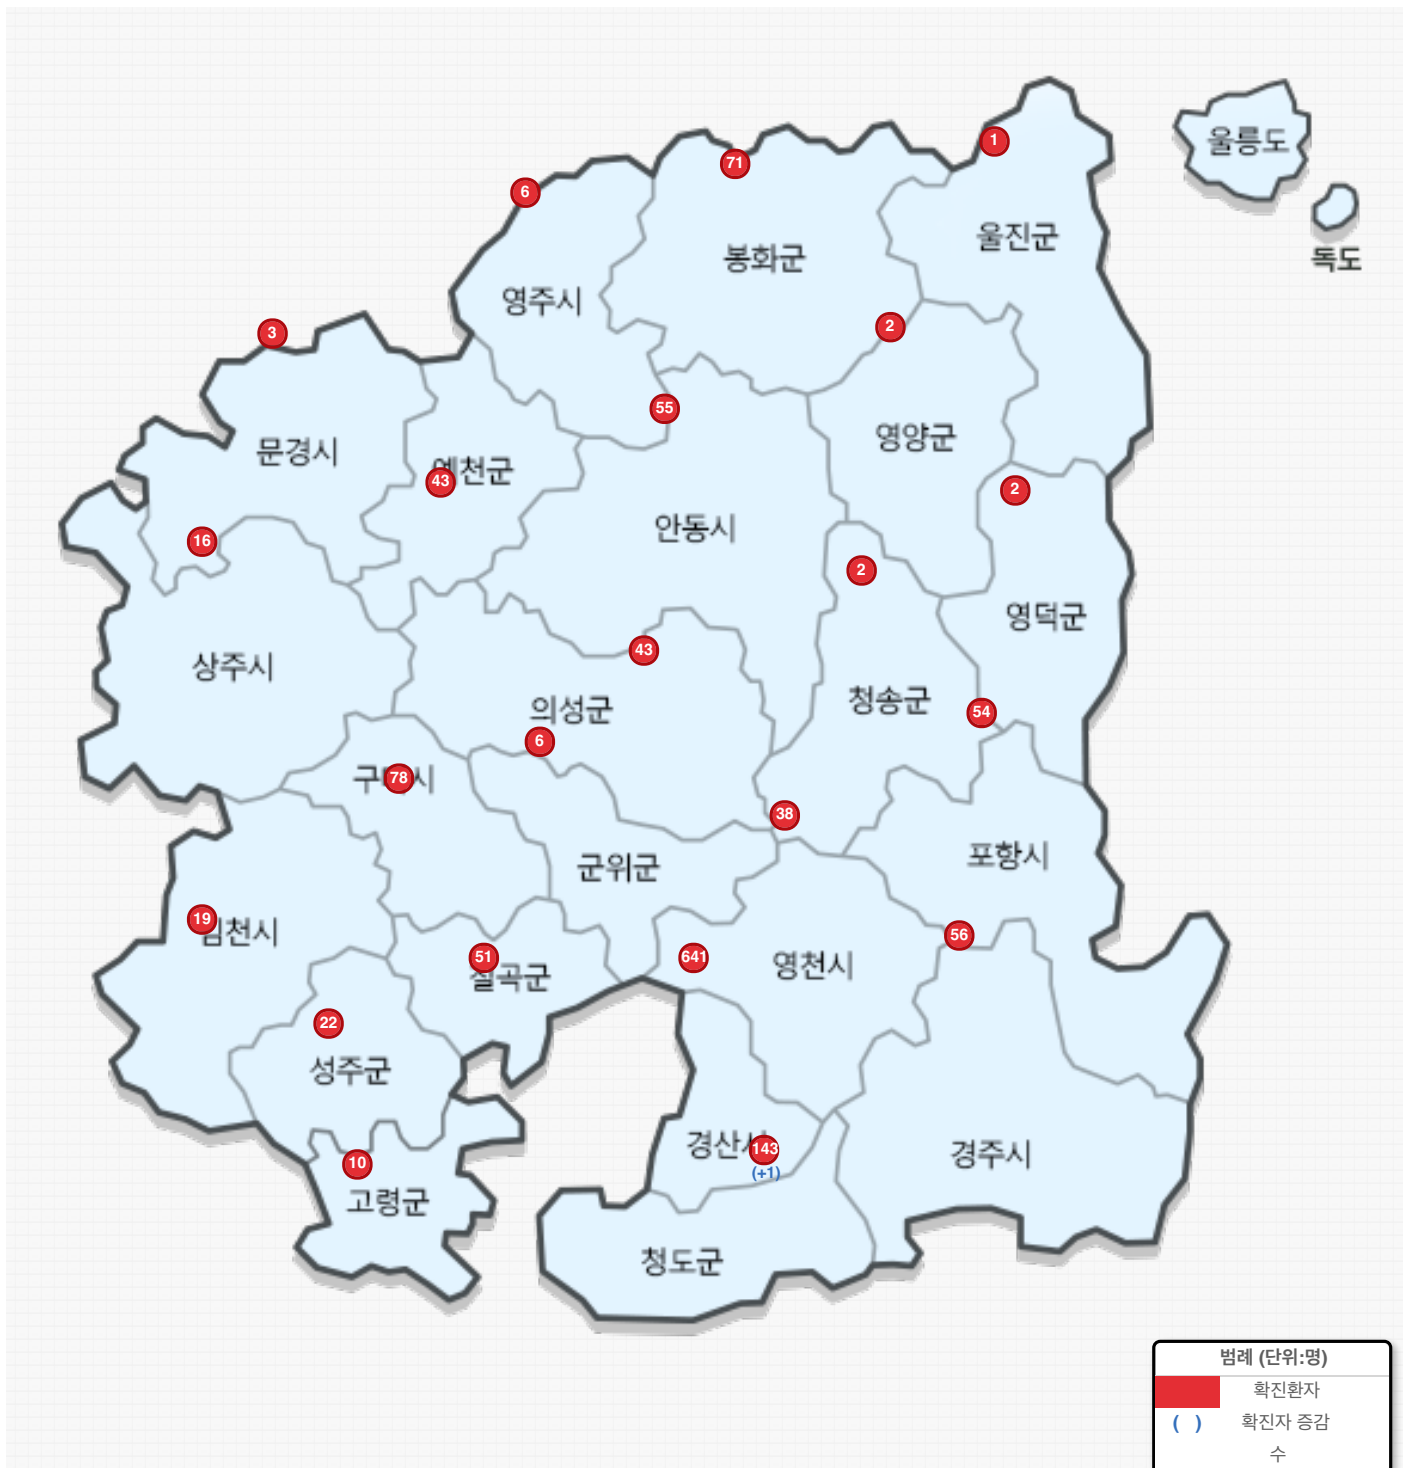 울릉도
독도
1
71
6
울진군
봉화군
영주시
2
3
55
영양군
문경시
43
2
16
안동시
2
영덕군
43
상주시
의성군
청송군
54
6
78
38
포항시
군위군
19
56
51
641
영천시
22
성주군
경산시
143
(+1)
경주시
10
고령군
청도군
범례 (단위:명)
확진환자
( ) 확진자 증감
수